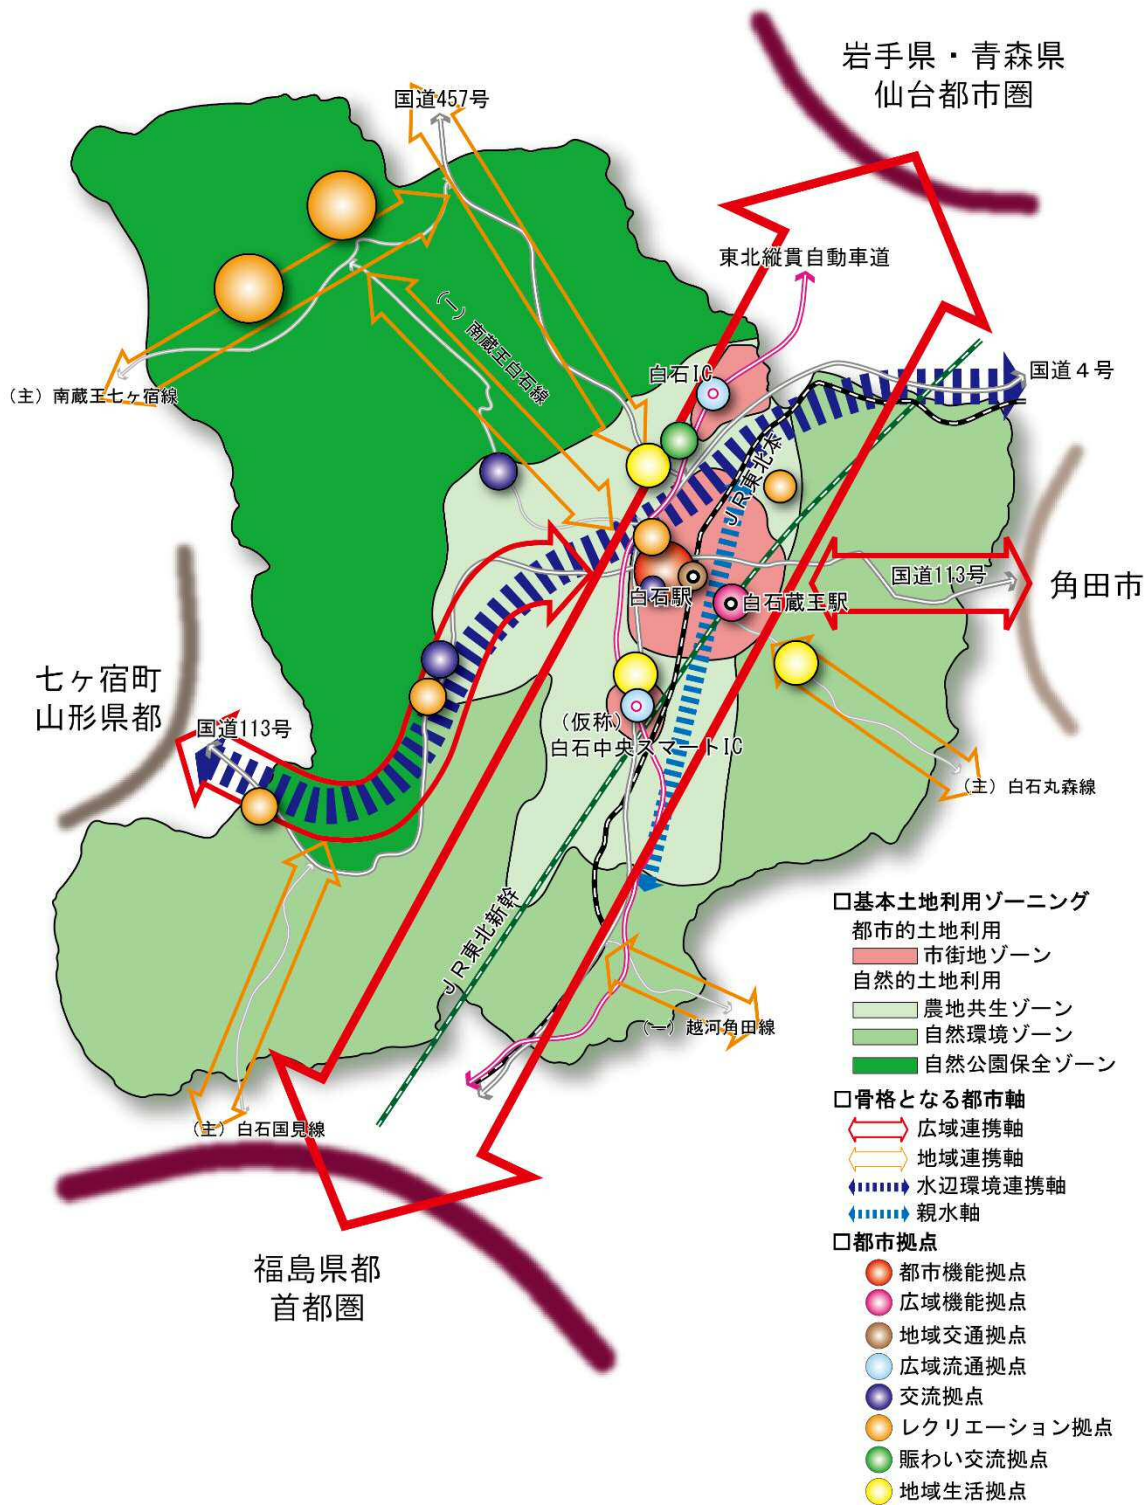 岩手県・青森県
仙台都市圏
国道457号
東北縦貫自動車道
(一)南蔵王白石線
白石IC
国道４号
(主)南蔵王七ヶ宿線
ＪＲ東北本
国道113号
角田市
白石駅
白石蔵王駅
七ヶ宿町
山形県都
国道113号
(仮称)
白石中央スマートIC
(主)白石丸森線
ＪＲ東北新幹
(一)越河角田線
(主)白石国見線
福島県都
首都圏
□基本土地利用ゾーニング
都市的土地利用
市街地ゾーン
自然的土地利用
農地共生ゾーン
自然環境ゾーン
自然公園保全ゾーン
□骨格となる都市軸
広域連携軸
地域連携軸
水辺環境連携軸
親水軸
□都市拠点
都市機能拠点
広域機能拠点
地域交通拠点
広域流通拠点
交流拠点
レクリエーション拠点
賑わい交流拠点
地域生活拠点